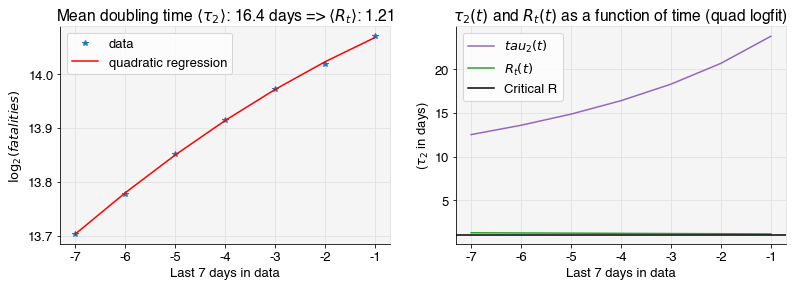 Mean doubling time ⟨τ₂⟩: 16.4 days => ⟨Rₜ⟩: 1.21
data
quadratic regression
log₂(fatalities)
14.0
13.9
13.8
13.7
-7 -6 -5 -4 -3 -2 -1
Last 7 days in data
τ₂(t) and Rₜ(t) as a function of time (quad logfit)
tau₂(t)
Rₜ(t)
Critical R
(τ₂ in days)
20
15
10
5
-7 -6 -5 -4 -3 -2 -1
Last 7 days in data